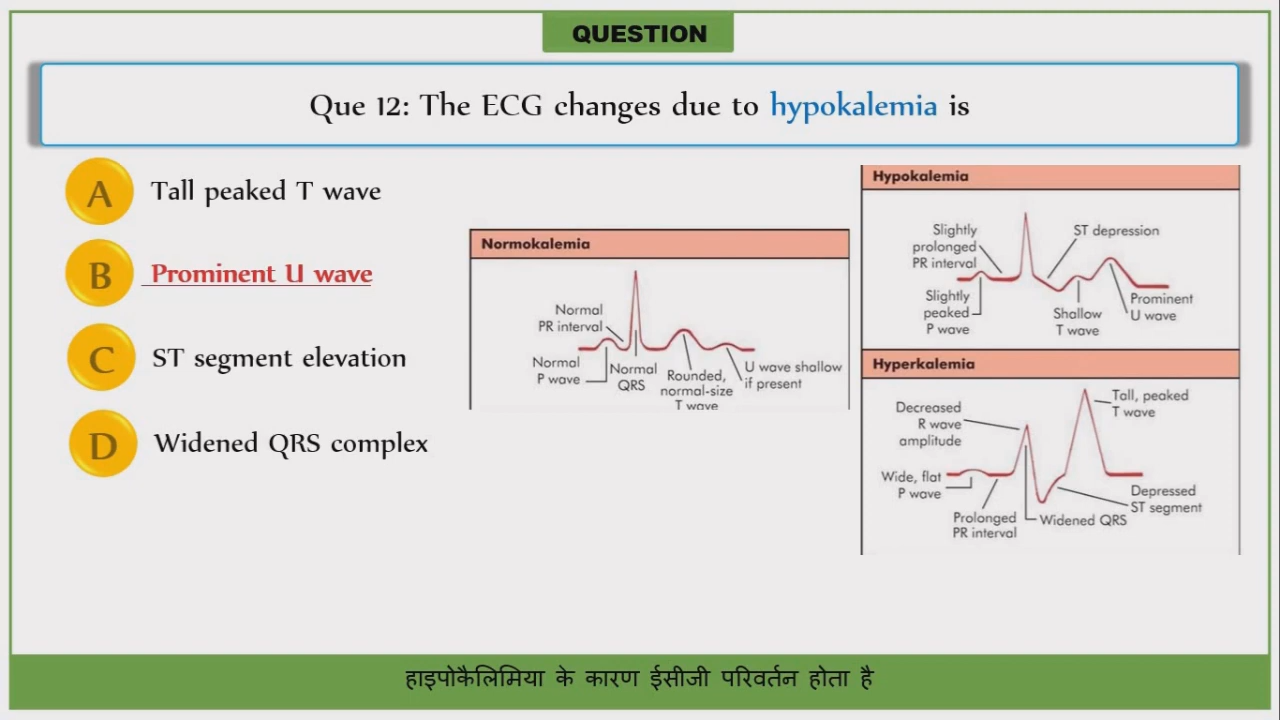 QUESTION
Que 12: The ECG changes due to hypokalemia is
A Tall peaked T wave
B Prominent U wave
C ST segment elevation
D Widened QRS complex
Normokalemia
Normal
PR interval
Normal
P wave
Normal
QRS
Rounded,
normal-size
T wave
U wave shallow
if present
Hypokalemia
Slightly
prolonged
PR interval
Slightly
peaked
P wave
ST depression
Shallow
T wave
Prominent
U wave
Hyperkalemia
Decreased
R wave
amplitude
Wide, flat
P wave
Prolonged
PR interval
Widened QRS
Tall, peaked
T wave
Depressed
ST segment
हाइपोकैलिमिया के कारण ईसीजी परिवर्तन होता है